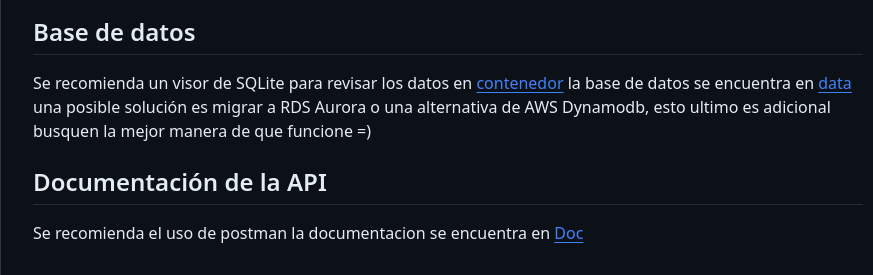 Base de datos
Se recomienda un visor de SQLite para revisar los datos en contenedor la base de datos se encuentra en data
una posible solución es migrar a RDS Aurora o una alternativa de AWS Dynamodb, esto ultimo es adicional
busquen la mejor manera de que funcione =)
Documentación de la API
Se recomienda el uso de postman la documentacion se encuentra en Doc